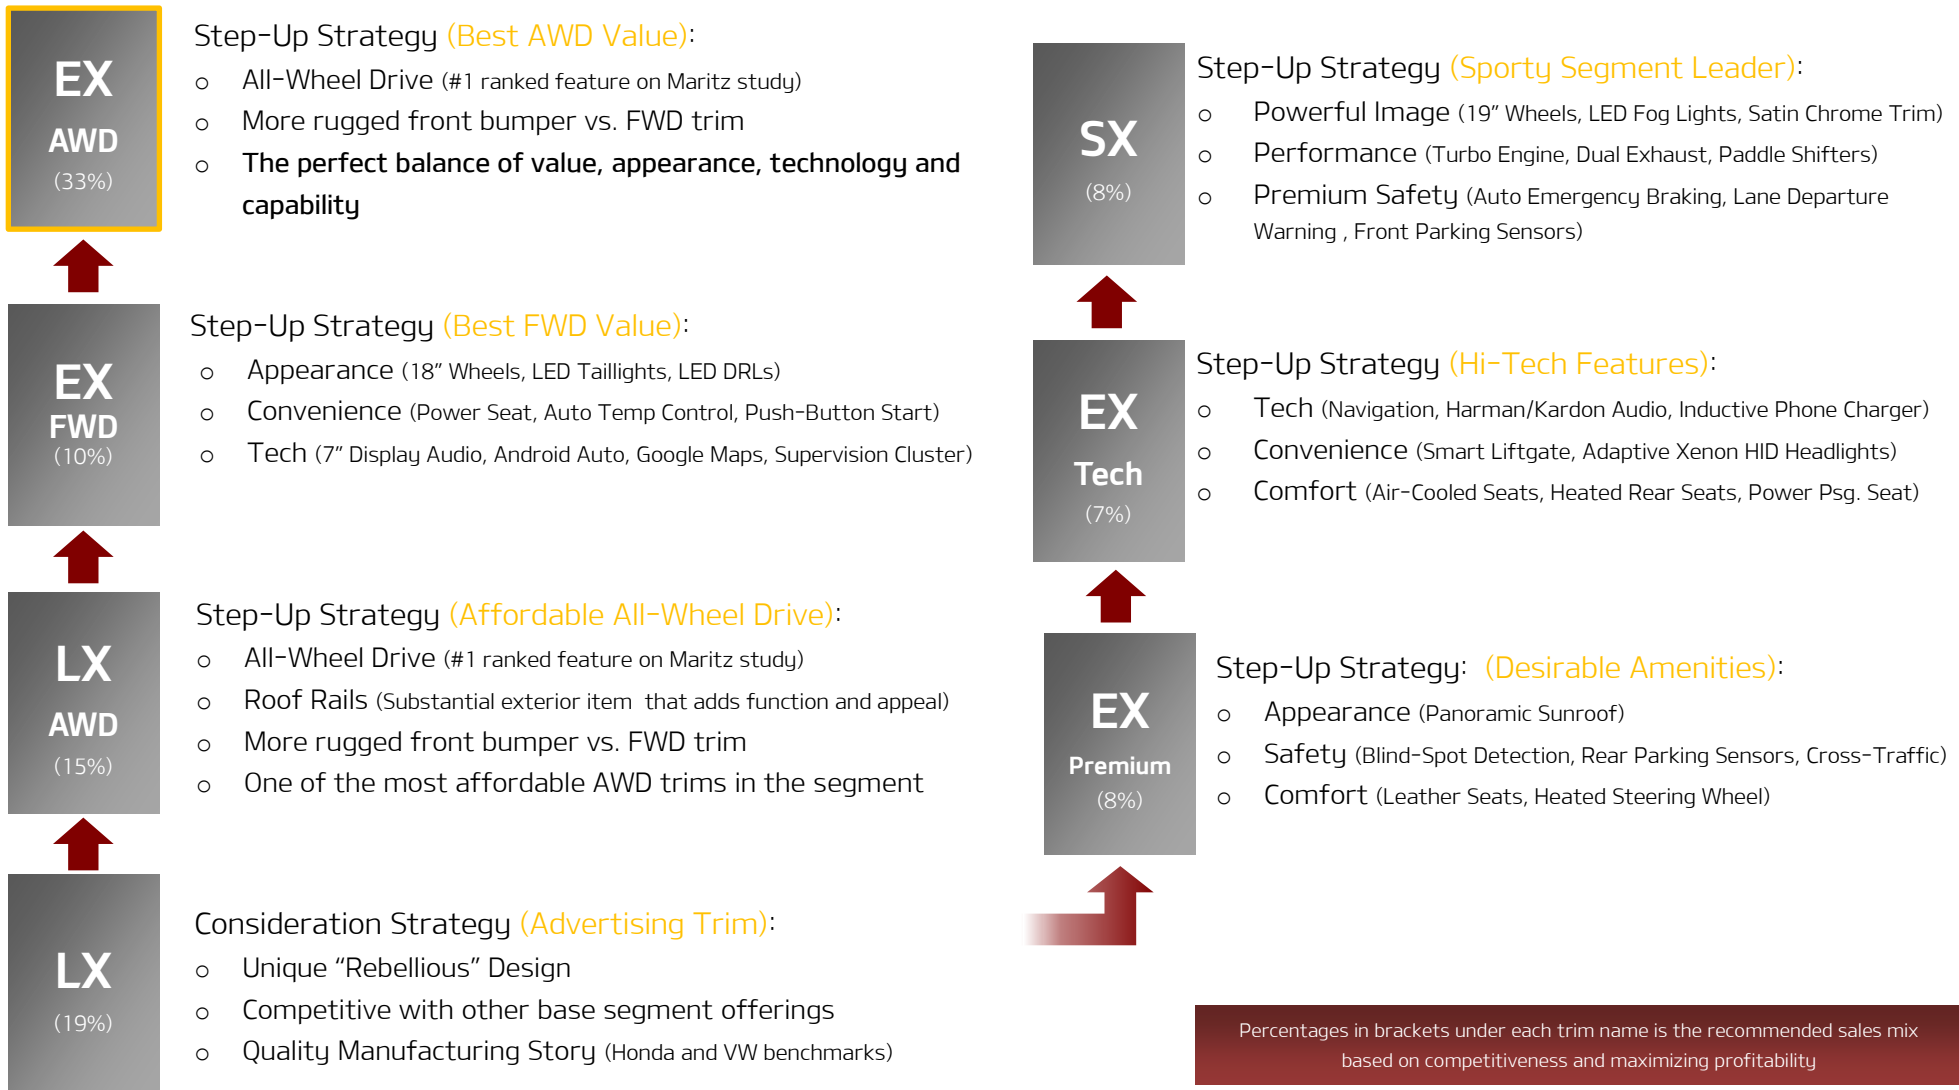 EX
AWD
(33%)
Step-Up Strategy (Best AWD Value):
o All-Wheel Drive (#1 ranked feature on Maritz study)
o More rugged front bumper vs. FWD trim
o The perfect balance of value, appearance, technology and
capability
EX
FWD
(10%)
Step-Up Strategy (Best FWD Value):
o Appearance (18” Wheels, LED Taillights, LED DRLs)
o Convenience (Power Seat, Auto Temp Control, Push-Button Start)
o Tech (7” Display Audio, Android Auto, Google Maps, Supervision Cluster)
LX
AWD
(15%)
Step-Up Strategy (Affordable All-Wheel Drive):
o All-Wheel Drive (#1 ranked feature on Maritz study)
o Roof Rails (Substantial exterior item that adds function and appeal)
o More rugged front bumper vs. FWD trim
o One of the most affordable AWD trims in the segment
LX
(19%)
Consideration Strategy (Advertising Trim):
o Unique “Rebellious” Design
o Competitive with other base segment offerings
o Quality Manufacturing Story (Honda and VW benchmarks)
SX
(8%)
Step-Up Strategy (Sporty Segment Leader):
o Powerful Image (19” Wheels, LED Fog Lights, Satin Chrome Trim)
o Performance (Turbo Engine, Dual Exhaust, Paddle Shifters)
o Premium Safety (Auto Emergency Braking, Lane Departure
Warning , Front Parking Sensors)
EX
Tech
(7%)
Step-Up Strategy (Hi-Tech Features):
o Tech (Navigation, Harman/Kardon Audio, Inductive Phone Charger)
o Convenience (Smart Liftgate, Adaptive Xenon HID Headlights)
o Comfort (Air-Cooled Seats, Heated Rear Seats, Power Psg. Seat)
EX
Premium
(8%)
Step-Up Strategy: (Desirable Amenities):
o Appearance (Panoramic Sunroof)
o Safety (Blind-Spot Detection, Rear Parking Sensors, Cross-Traffic)
o Comfort (Leather Seats, Heated Steering Wheel)
Percentages in brackets under each trim name is the recommended sales mix
based on competitiveness and maximizing profitability